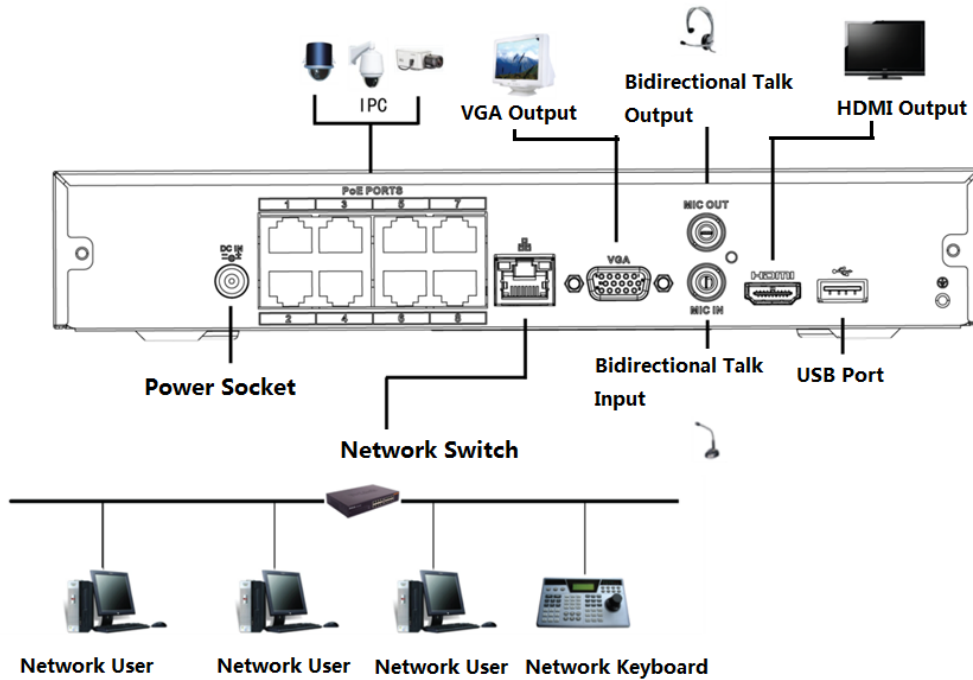 IPC
VGA Output
Bidirectional Talk
Output
HDMI Output
PoE PORTS
1 3 5 7
MIC OUT
DC IN
VGA
HDMI
2 4 6 8
MIC IN
Power Socket
Bidirectional Talk
Input
USB Port
Network Switch
Network User
Network User
Network User
Network Keyboard